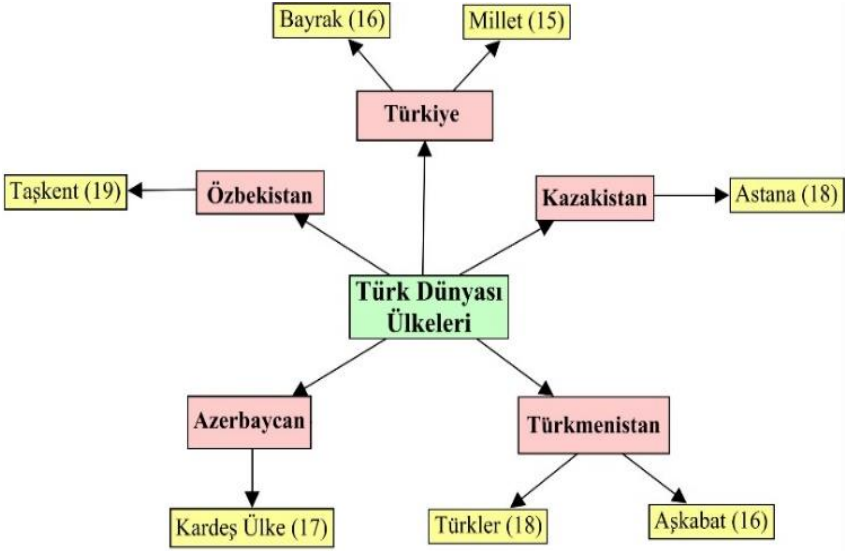 Bayrak (16)
Millet (15)
Türkiye
Taşkent (19)
Özbekistan
Kazakistan
Astana (18)
Türk Dünyası
Ülkeleri
Azerbaycan
Türkmenistan
Kardeş Ülke (17)
Türkler (18)
Aşkabat (16)